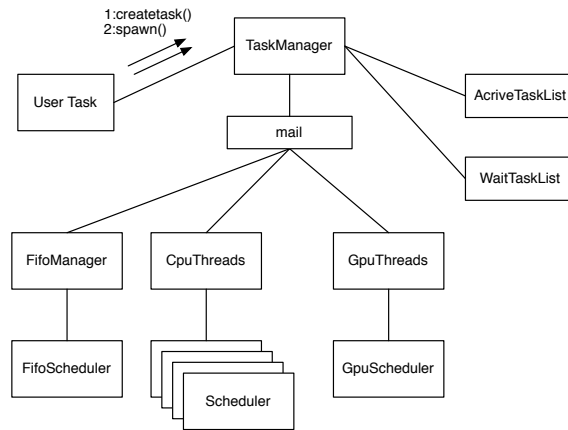 1:createtask()
2:spawn()
TaskManager
User Task
AcriveTaskList
mail
WaitTaskList
FifoManager
CpuThreads
GpuThreads
FifoScheduler
GpuScheduler
Scheduler